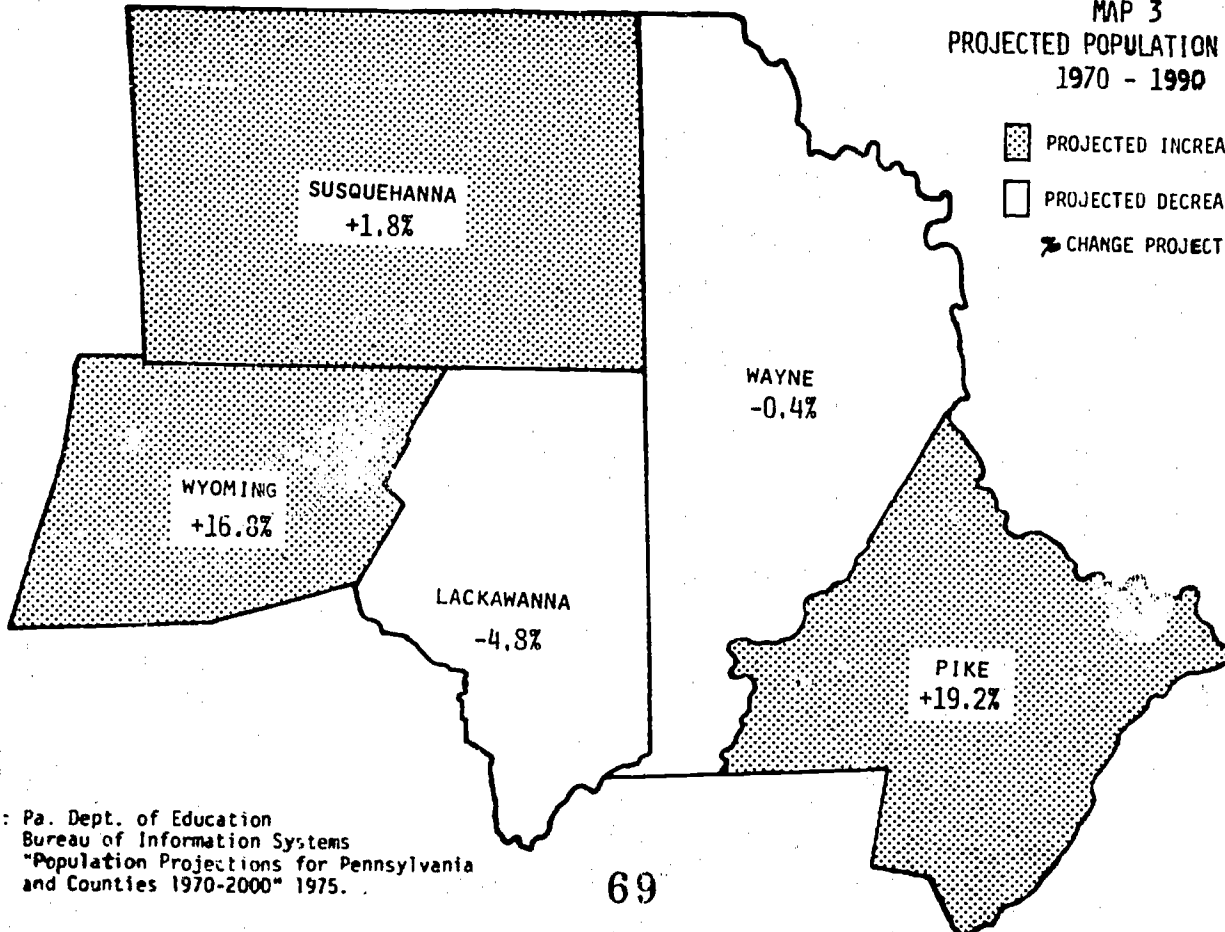 MAP 3
PROJECTED POPULATION
1970 - 1990
PROJECTED INCREA
PROJECTED DECREA
% CHANGE PROJECT
SUSQUEHANNA
+1.8%
WAYNE
-0.4%
WYOMING
+16.8%
LACKAWANNA
-4.8%
PIKE
+19.2%
: Pa. Dept. of Education
Bureau of Information Systems
"Population Projections for Pennsylvania
and Counties 1970-2000" 1975.
69